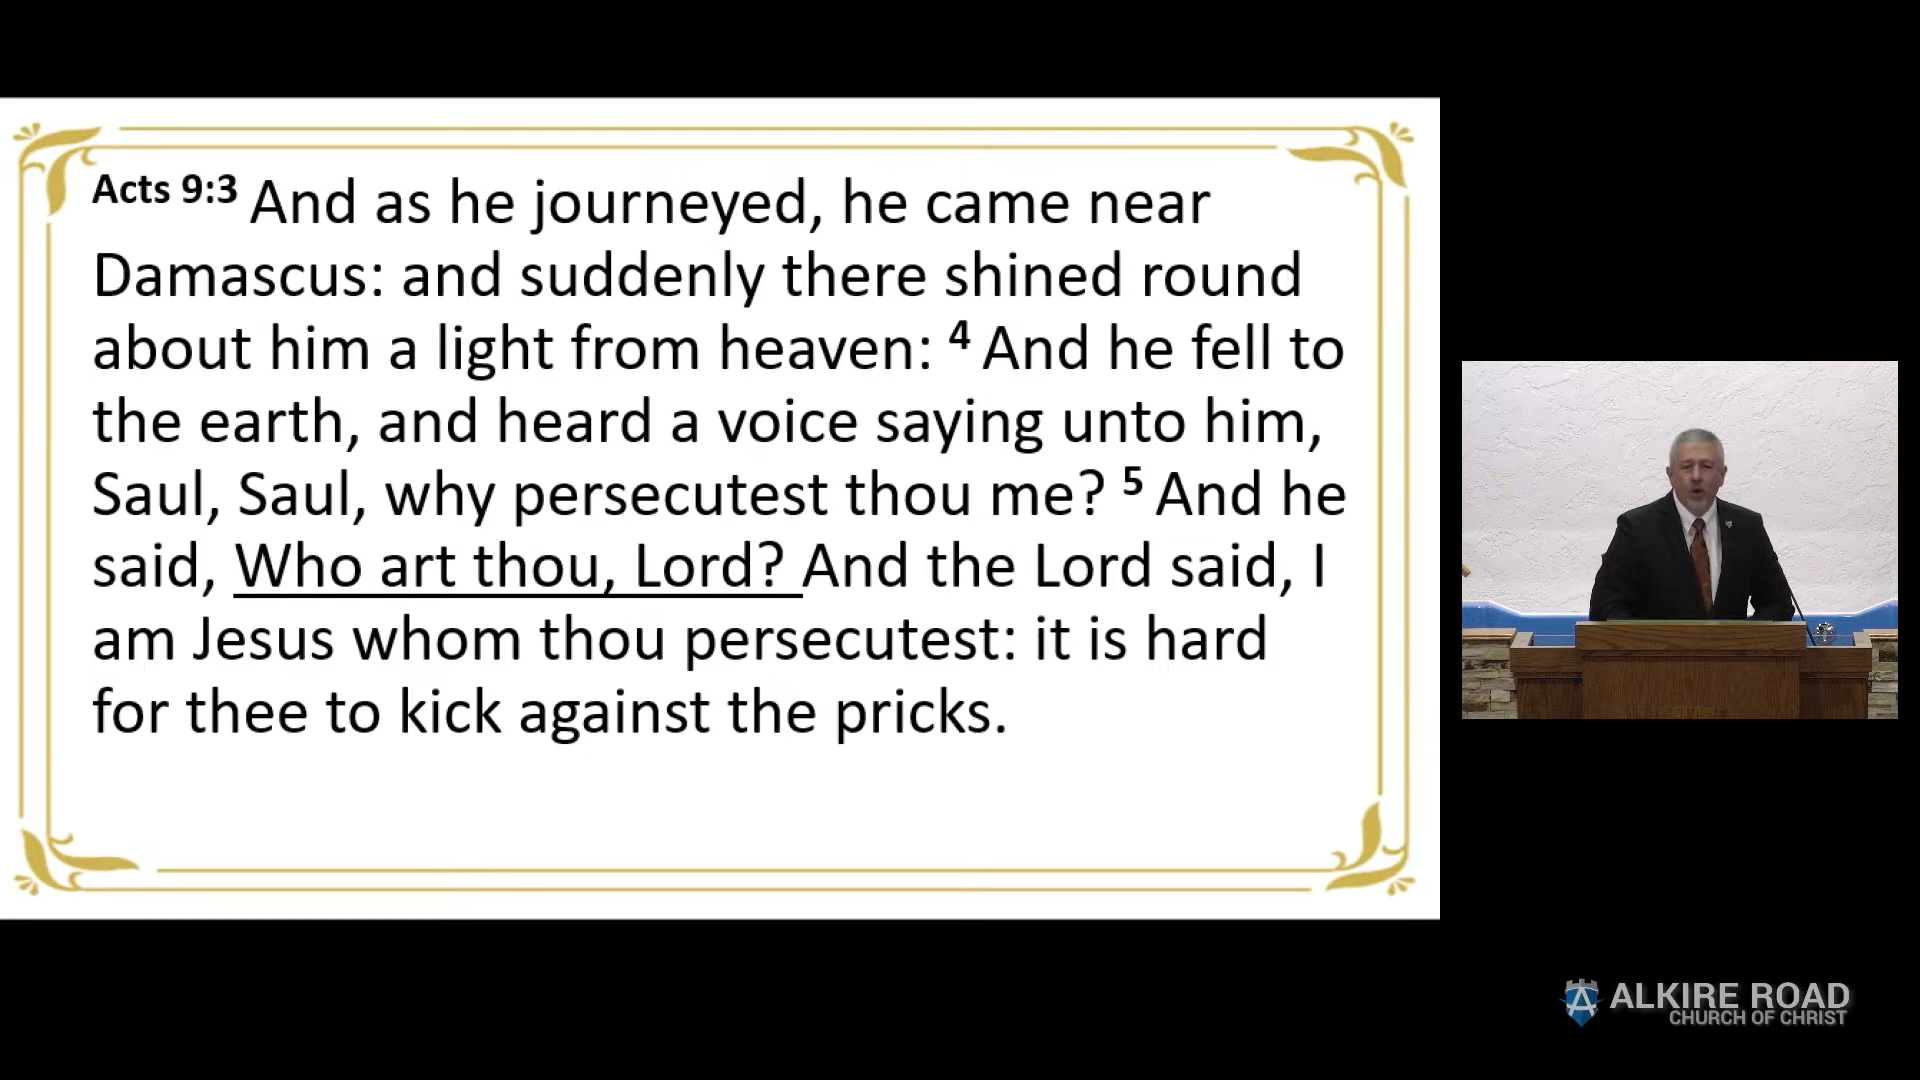 Acts 9:3 And as he journeyed, he came near
Damascus: and suddenly there shined round
about him a light from heaven: 4 And he fell to
the earth, and heard a voice saying unto him,
Saul, Saul, why persecutest thou me? 5 And he
said, Who art thou, Lord? And the Lord said, I
am Jesus whom thou persecutest: it is hard
for thee to kick against the pricks.
ALKIRE ROAD
CHURCH OF CHRIST